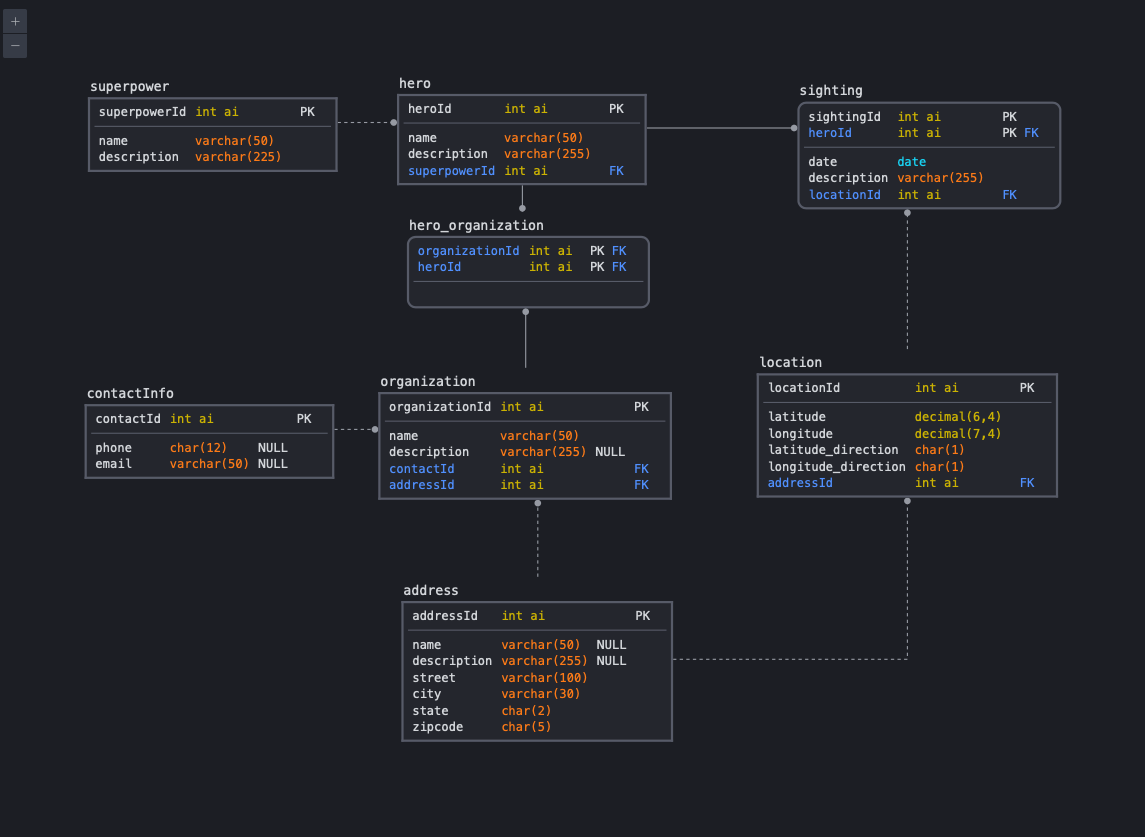 +
−
superpower
superpowerId int ai PK
name varchar(50)
description varchar(225)
hero
heroId int ai PK
name varchar(50)
description varchar(255)
superpowerId int ai FK
sighting
sightingId int ai PK
heroId int ai PK FK
date date
description varchar(255)
locationId int ai FK
hero_organization
organizationId int ai PK FK
heroId int ai PK FK
contactInfo
contactId int ai PK
phone char(12) NULL
email varchar(50) NULL
organization
organizationId int ai PK
name varchar(50)
description varchar(255) NULL
contactId int ai FK
addressId int ai FK
location
locationId int ai PK
latitude decimal(6,4)
longitude decimal(7,4)
latitude_direction char(1)
longitude_direction char(1)
addressId int ai FK
address
addressId int ai PK
name varchar(50) NULL
description varchar(255) NULL
street varchar(100)
city varchar(30)
state char(2)
zipcode char(5)